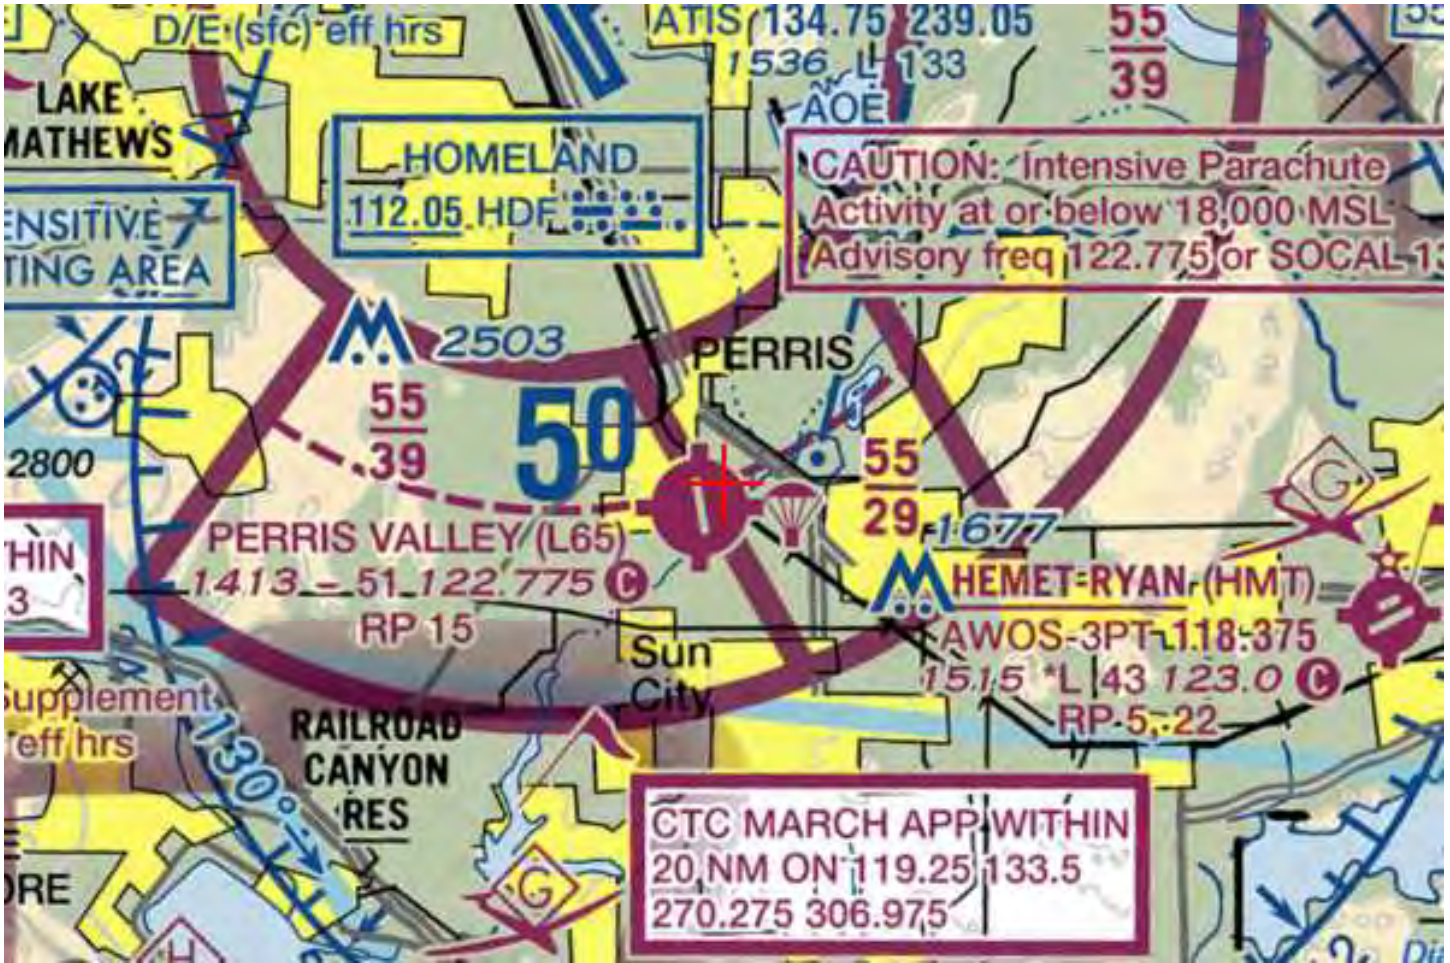 D/E (sfc) eff hrs
ATIS 134.75 239.05
1536 L 133
AOE
55
39
LAKE
MATHEWS
HOMELAND
112.05 HDF
CAUTION: Intensive Parachute
Activity at or below 18,000 MSL
Advisory freq 122.775 or SOCAL 13
ENSITIVE
TING AREA
2503
PERRIS
55
39
50
2800
55
29
1677
G
PERRIS VALLEY (L65)
1413 - 51 122.775 C
RP 15
THIN
3
HEMET-RYAN (HMT)
AWOS-3PT 118.375
1515 *L 43 123.0 C
RP 5, 22
Sun
City
Supplement
eff hrs
130°
RAILROAD
CANYON
RES
CTC MARCH APP WITHIN
20 NM ON 119.25 133.5
270.275 306.975
ORE
G
H